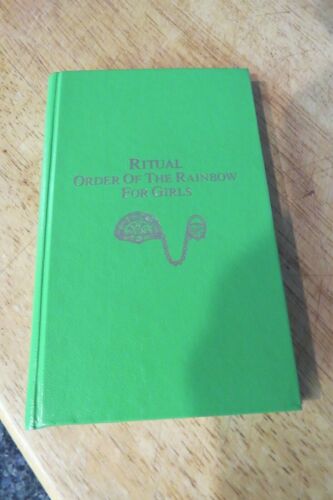 RITUAL
ORDER OF THE RAINBOW
FOR GIRLS